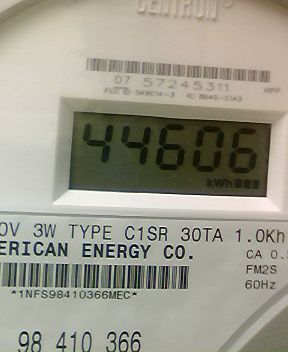 CENTRON
07 57245311
44606
kWh
0V 3W TYPE C1SR 30TA 1.0Kh
ERICAN ENERGY CO. CA 0.
FM2S
*1NFS98410366MEC* 60Hz
98 410 366